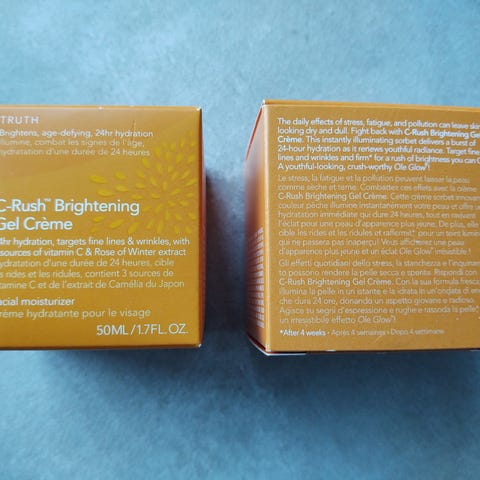 TRUTH
Brightens, age-defying, 24hr hydration
illumine, combat les signes de l'âge,
hydratation d'une durée de 24 heures
C-Rush™ Brightening
Gel Crème
24hr hydration, targets fine lines & wrinkles, with
sources of vitamin C & Rose of Winter extract
hydratation d'une durée de 24 heures, cible
les rides et les ridules, contient 3 sources de
vitamine C et de l'extrait de Camélia du Japon
facial moisturizer
crème hydratante pour le visage
50ML / 1.7FL. OZ.
The daily effects of stress, fatigue, and pollution can leave skin
looking dry and dull. Fight back with C-Rush Brightening Gel
Crème. This instantly illuminating sorbet delivers a burst of
24-hour hydration as it renews youthful radiance. Target fine
lines and wrinkles and firm* for a rush of brightness you can
A youthful-looking, crush-worthy Ole Glow!
Le stress, la fatigue et la pollution peuvent laisser la peau
comme sèche et terne. Combattez ces effets avec la crème
C-Rush Brightening Gel Crème. Cette crème sorbet
couleur pêche illumine instantanément votre peau et offre une
hydratation immédiate qui dure 24 heures, tout en ravivant
l'éclat pour une peau d'apparence plus jeune. De plus, elle
cible les rides et les ridules et raffermit* pour un teint
qui ne passera pas inaperçu! Vous afficherez une peau
d'apparence plus jeune et un éclat Ole Glow! irrésistible !
Gli effetti quotidiani dello stress, la stanchezza e l'inquinamento
possono rendere la pelle secca e spenta. Rispondi con
C-Rush Brightening Gel Crème. Con la sua formula fresca
illumina la pelle in un istante e la idrata in un'ondata di
che dura 24 ore, donando un aspetto giovane e radioso.
Agisce su segni d'espressione e rughe e rassoda la pelle*
un irresistibile effetto Ole Glow!
*After 4 weeks • Après 4 semaines • Dopo 4 settimane